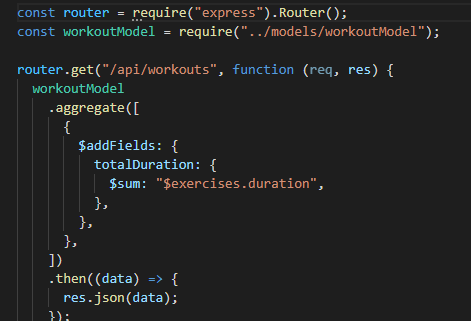 const router = require("express").Router();
const workoutModel = require("../models/workoutModel");
router.get("/api/workouts", function (req, res) {
workoutModel
.aggregate([
{
$addFields: {
totalDuration: {
$sum: "$exercises.duration",
},
},
},
])
.then((data) => {
res.json(data);
});